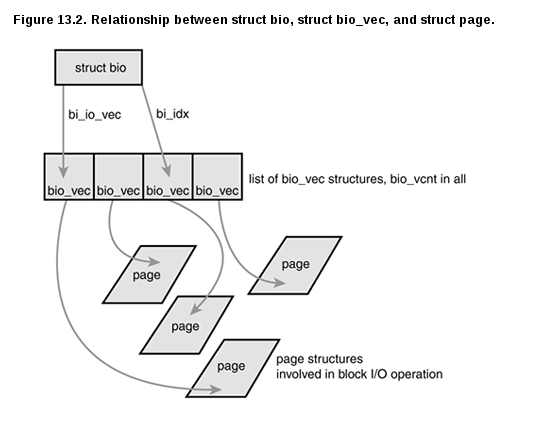 Figure 13.2. Relationship between struct bio, struct bio_vec, and struct page.
struct bio
bi_io_vec
bi_idx
bio_vec
bio_vec
bio_vec
bio_vec
list of bio_vec structures, bio_vcnt in all
page
page
page
page
page structures
involved in block I/O operation